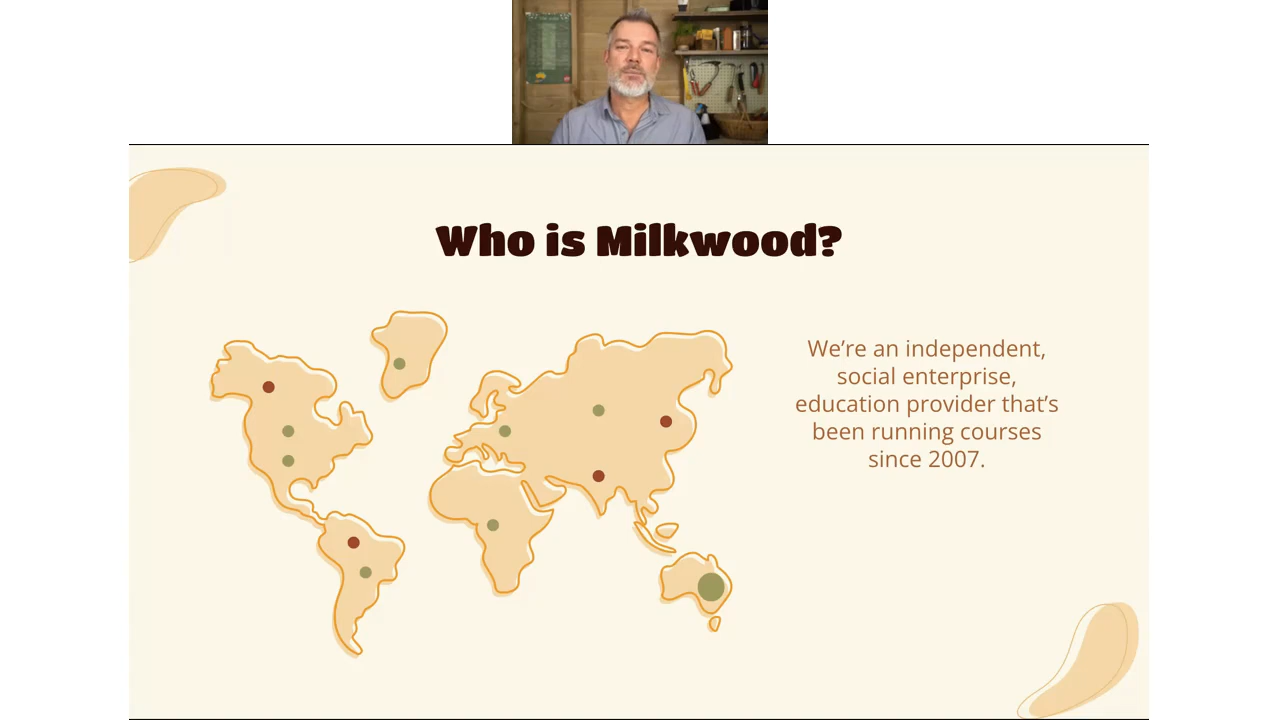 Who is Milkwood?
We're an independent,
social enterprise,
education provider that's
been running courses
since 2007.